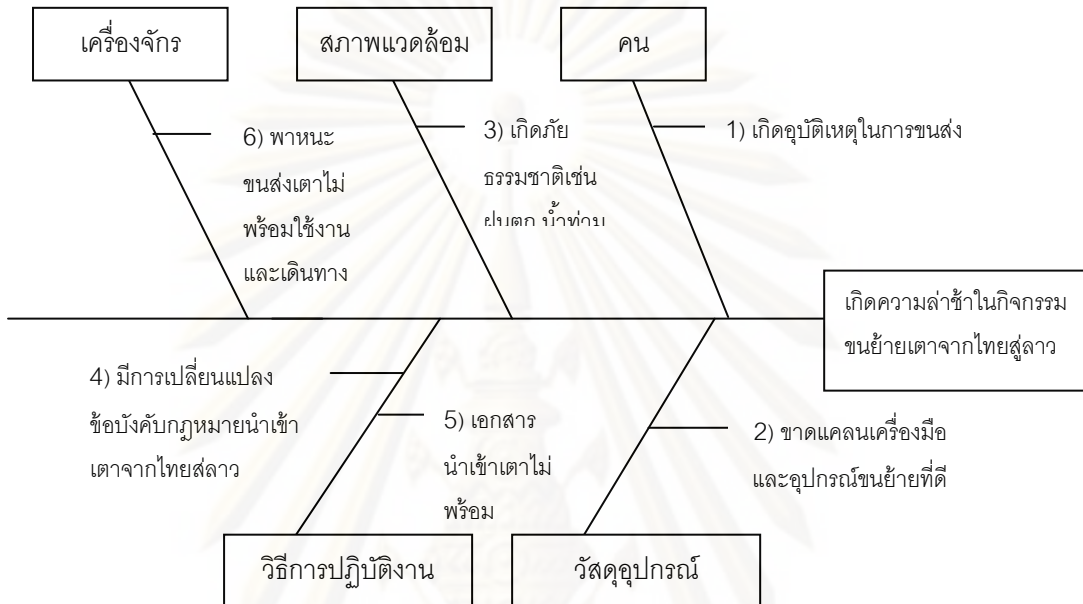 เครื่องจักร
สภาพแวดล้อม
คน
6) พาหนะ
ขนส่งเตาไม่
พร้อมใช้งาน
และเดินทาง
3) เกิดภัย
ธรรมชาติเช่น
ฝนตก น้ำท่วม
1) เกิดอุบัติเหตุในการขนส่ง
เกิดความล่าช้าในกิจกรรม
ขนย้ายเตาจากไทยสู่ลาว
4) มีการเปลี่ยนแปลง
ข้อบังคับกฎหมายนำเข้า
เตาจากไทยสู่ลาว
5) เอกสาร
นำเข้าเตาไม่
พร้อม
2) ขาดแคลนเครื่องมือ
และอุปกรณ์ขนย้ายที่ดี
วิธีการปฏิบัติงาน
วัสดุอุปกรณ์